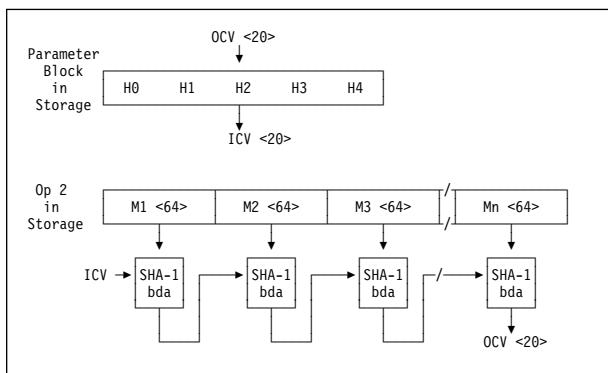 OCV <20>
Parameter
Block
in
Storage
H0 H1 H2 H3 H4
ICV <20>
Op 2
in
Storage
M1 <64> M2 <64> M3 <64> / / Mn <64>
ICV SHA-1 SHA-1 SHA-1 / SHA-1
bda bda bda bda
OCV <20>